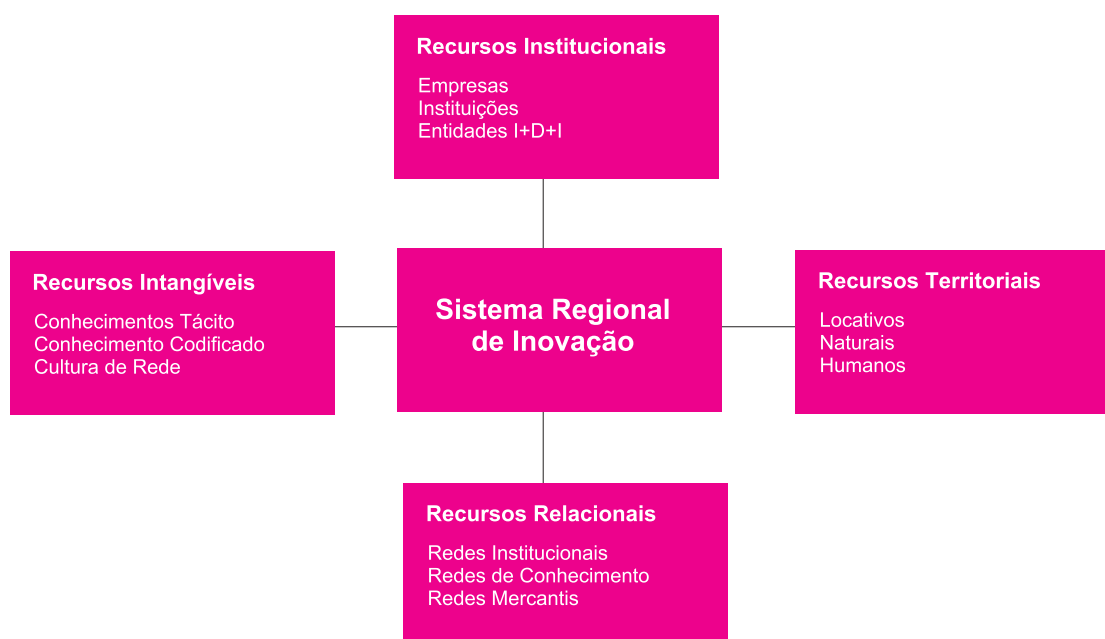 Recursos Institucionais
Empresas
Instituições
Entidades I+D+I
Recursos Intangíveis
Conhecimentos Tácito
Conhecimento Codificado
Cultura de Rede
Sistema Regional
de Inovação
Recursos Territoriais
Locativos
Naturais
Humanos
Recursos Relacionais
Redes Institucionais
Redes de Conhecimento
Redes Mercantis